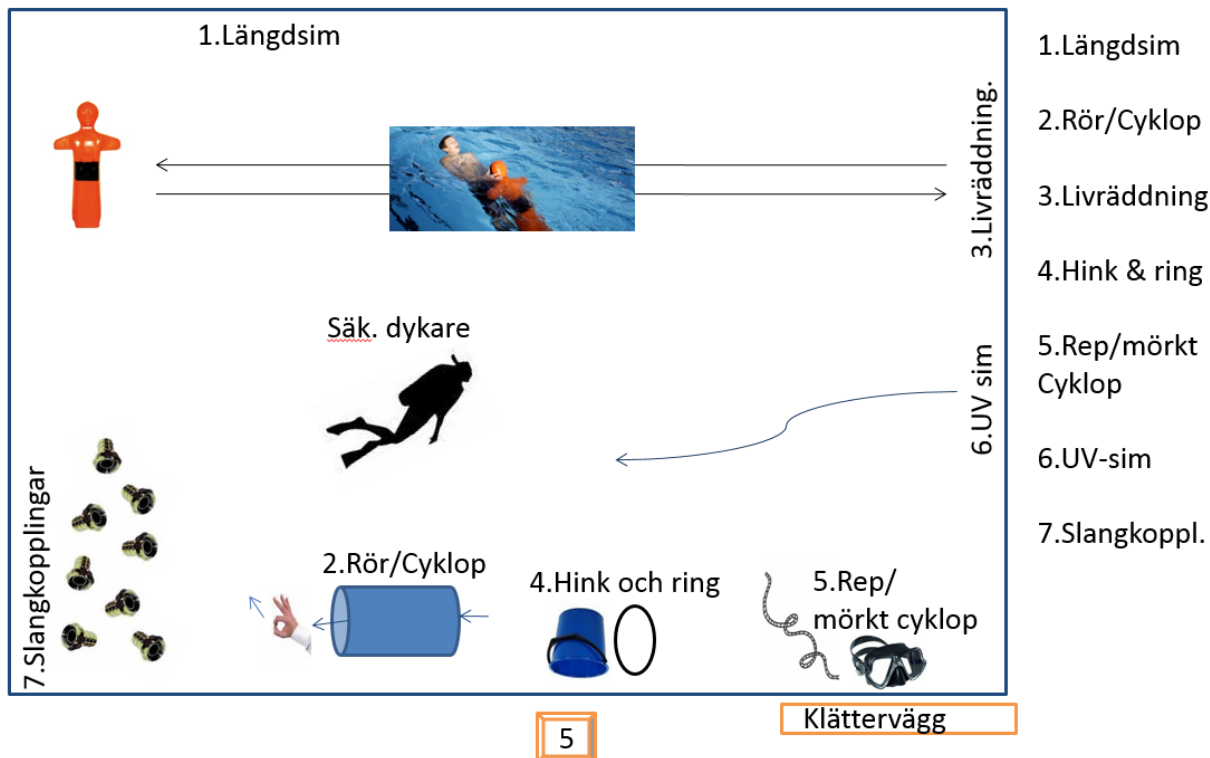 1.Längdsim
3.Livräddning.
Säk. dykare
6.UV sim
7.Slangkopplingar
2.Rör/Cyklop
4.Hink och ring
5.Rep/
mörkt cyklop
5
Klättervägg
1.Längdsim
2.Rör/Cyklop
3.Livräddning
4.Hink & ring
5.Rep/mörkt
Cyklop
6.UV-sim
7.Slangkoppl.